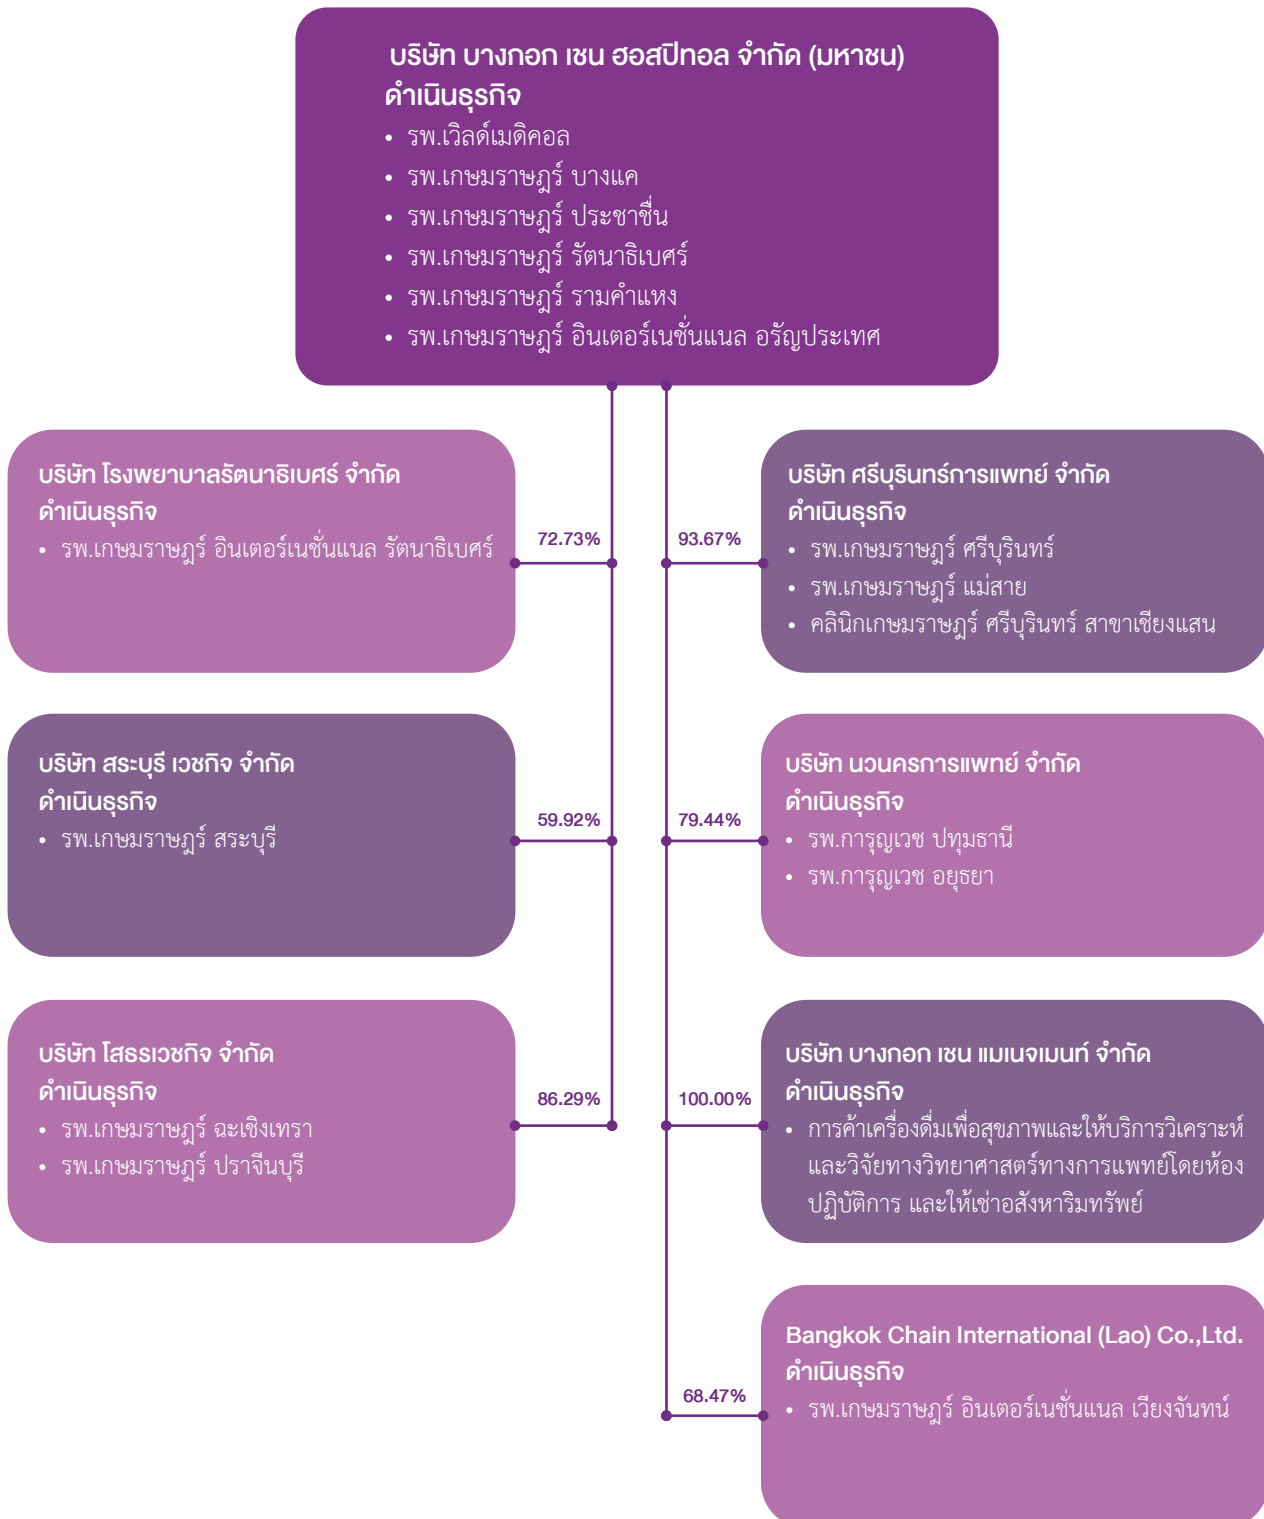 บริษัท บางกอก เชน ฮอสปิทอล จำกัด (มหาชน)
ดำเนินธุรกิจ
• รพ.เวิลด์เมดิคอล
• รพ.เกษมราษฎร์ บางแค
• รพ.เกษมราษฎร์ ประชาชื่น
• รพ.เกษมราษฎร์ รัตนาธิเบศร์
• รพ.เกษมราษฎร์ รามคำแหง
• รพ.เกษมราษฎร์ อินเตอร์เนชั่นแนล อรัญประเทศ
บริษัท โรงพยาบาลรัตนาธิเบศร์ จำกัด
ดำเนินธุรกิจ
• รพ.เกษมราษฎร์ อินเตอร์เนชั่นแนล รัตนาธิเบศร์
72.73%
93.67%
บริษัท ศรีบุรินทร์การแพทย์ จำกัด
ดำเนินธุรกิจ
• รพ.เกษมราษฎร์ ศรีบุรินทร์
• รพ.เกษมราษฎร์ แม่สาย
• คลินิกเกษมราษฎร์ ศรีบุรินทร์ สาขาเชียงแสน
บริษัท สระบุรี เวชกิจ จำกัด
ดำเนินธุรกิจ
• รพ.เกษมราษฎร์ สระบุรี
59.92%
79.44%
บริษัท นวนครการแพทย์ จำกัด
ดำเนินธุรกิจ
• รพ.การุญเวช ปทุมธานี
• รพ.การุญเวช อยุธยา
บริษัท โสธรเวชกิจ จำกัด
ดำเนินธุรกิจ
• รพ.เกษมราษฎร์ ฉะเชิงเทรา
• รพ.เกษมราษฎร์ ปราจีนบุรี
86.29%
100.00%
บริษัท บางกอก เชน แมเนจเมนท์ จำกัด
ดำเนินธุรกิจ
• การค้าเครื่องดื่มเพื่อสุขภาพและให้บริการวิเคราะห์
และวิจัยทางวิทยาศาสตร์ทางการแพทย์โดยห้อง
ปฏิบัติการ และให้เช่าอสังหาริมทรัพย์
68.47%
Bangkok Chain International (Lao) Co.,Ltd.
ดำเนินธุรกิจ
• รพ.เกษมราษฎร์ อินเตอร์เนชั่นแนล เวียงจันทน์